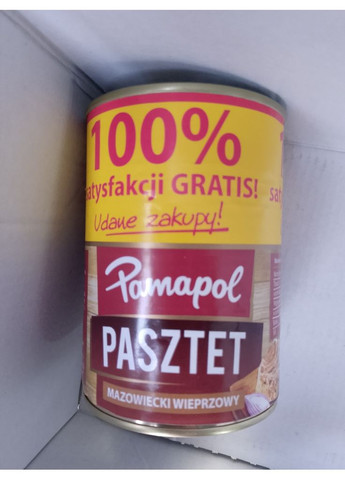 100%
satysfakcji GRATIS!
Udane zakupy!
Pamapol
PASZTET
MAZOWIECKI WIEPRZOWY